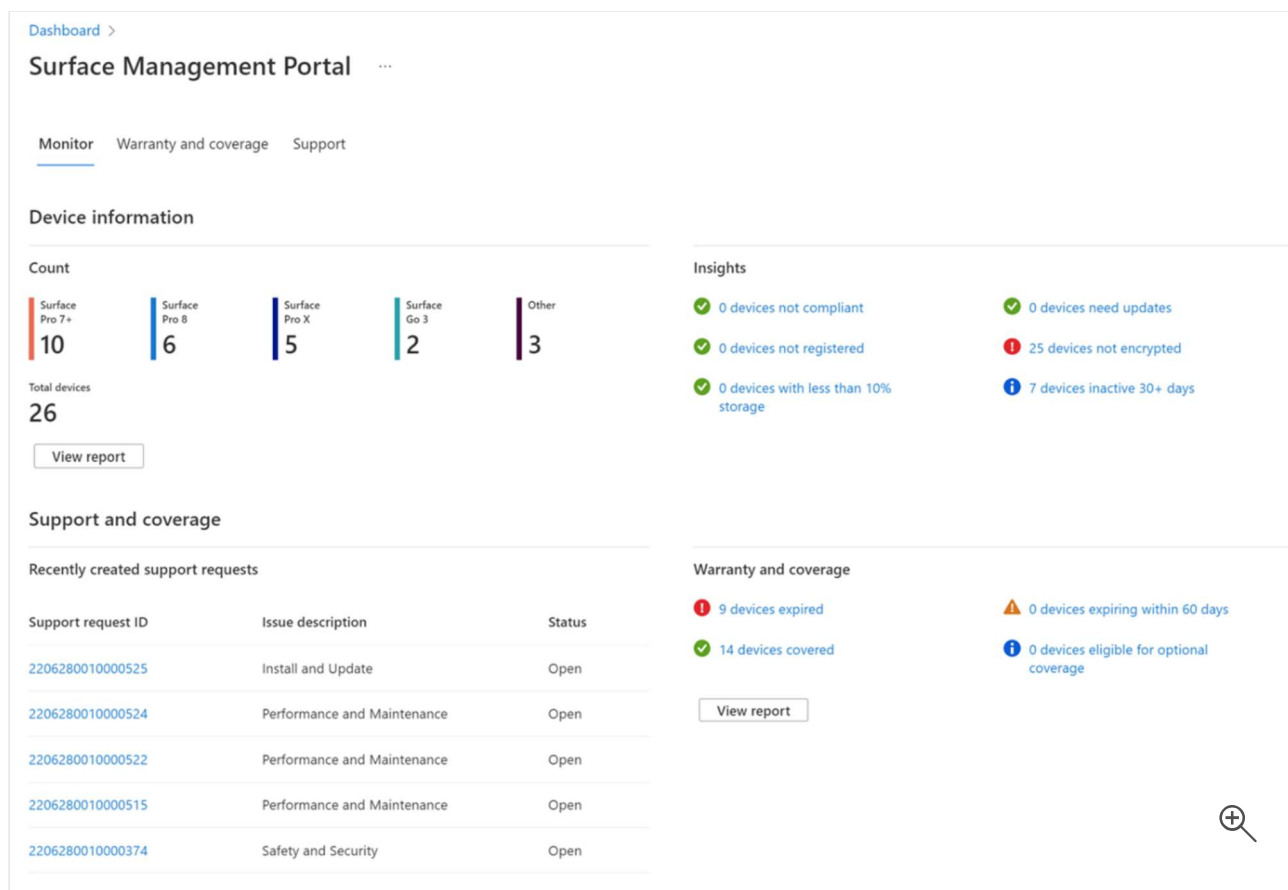 Dashboard >
Surface Management Portal ...
Monitor Warranty and coverage Support
Device information
Count
Surface
Pro 7+
10
Surface
Pro 8
6
Surface
Pro X
5
Surface
Go 3
2
Other
3
Total devices
26
View report
Insights
0 devices not compliant
0 devices need updates
0 devices not registered
25 devices not encrypted
0 devices with less than 10%
storage
7 devices inactive 30+ days
Support and coverage
Recently created support requests
Support request ID Issue description Status
2206280010000525 Install and Update Open
2206280010000524 Performance and Maintenance Open
2206280010000522 Performance and Maintenance Open
2206280010000515 Performance and Maintenance Open
2206280010000374 Safety and Security Open
Warranty and coverage
9 devices expired
0 devices expiring within 60 days
14 devices covered
0 devices eligible for optional
coverage
View report